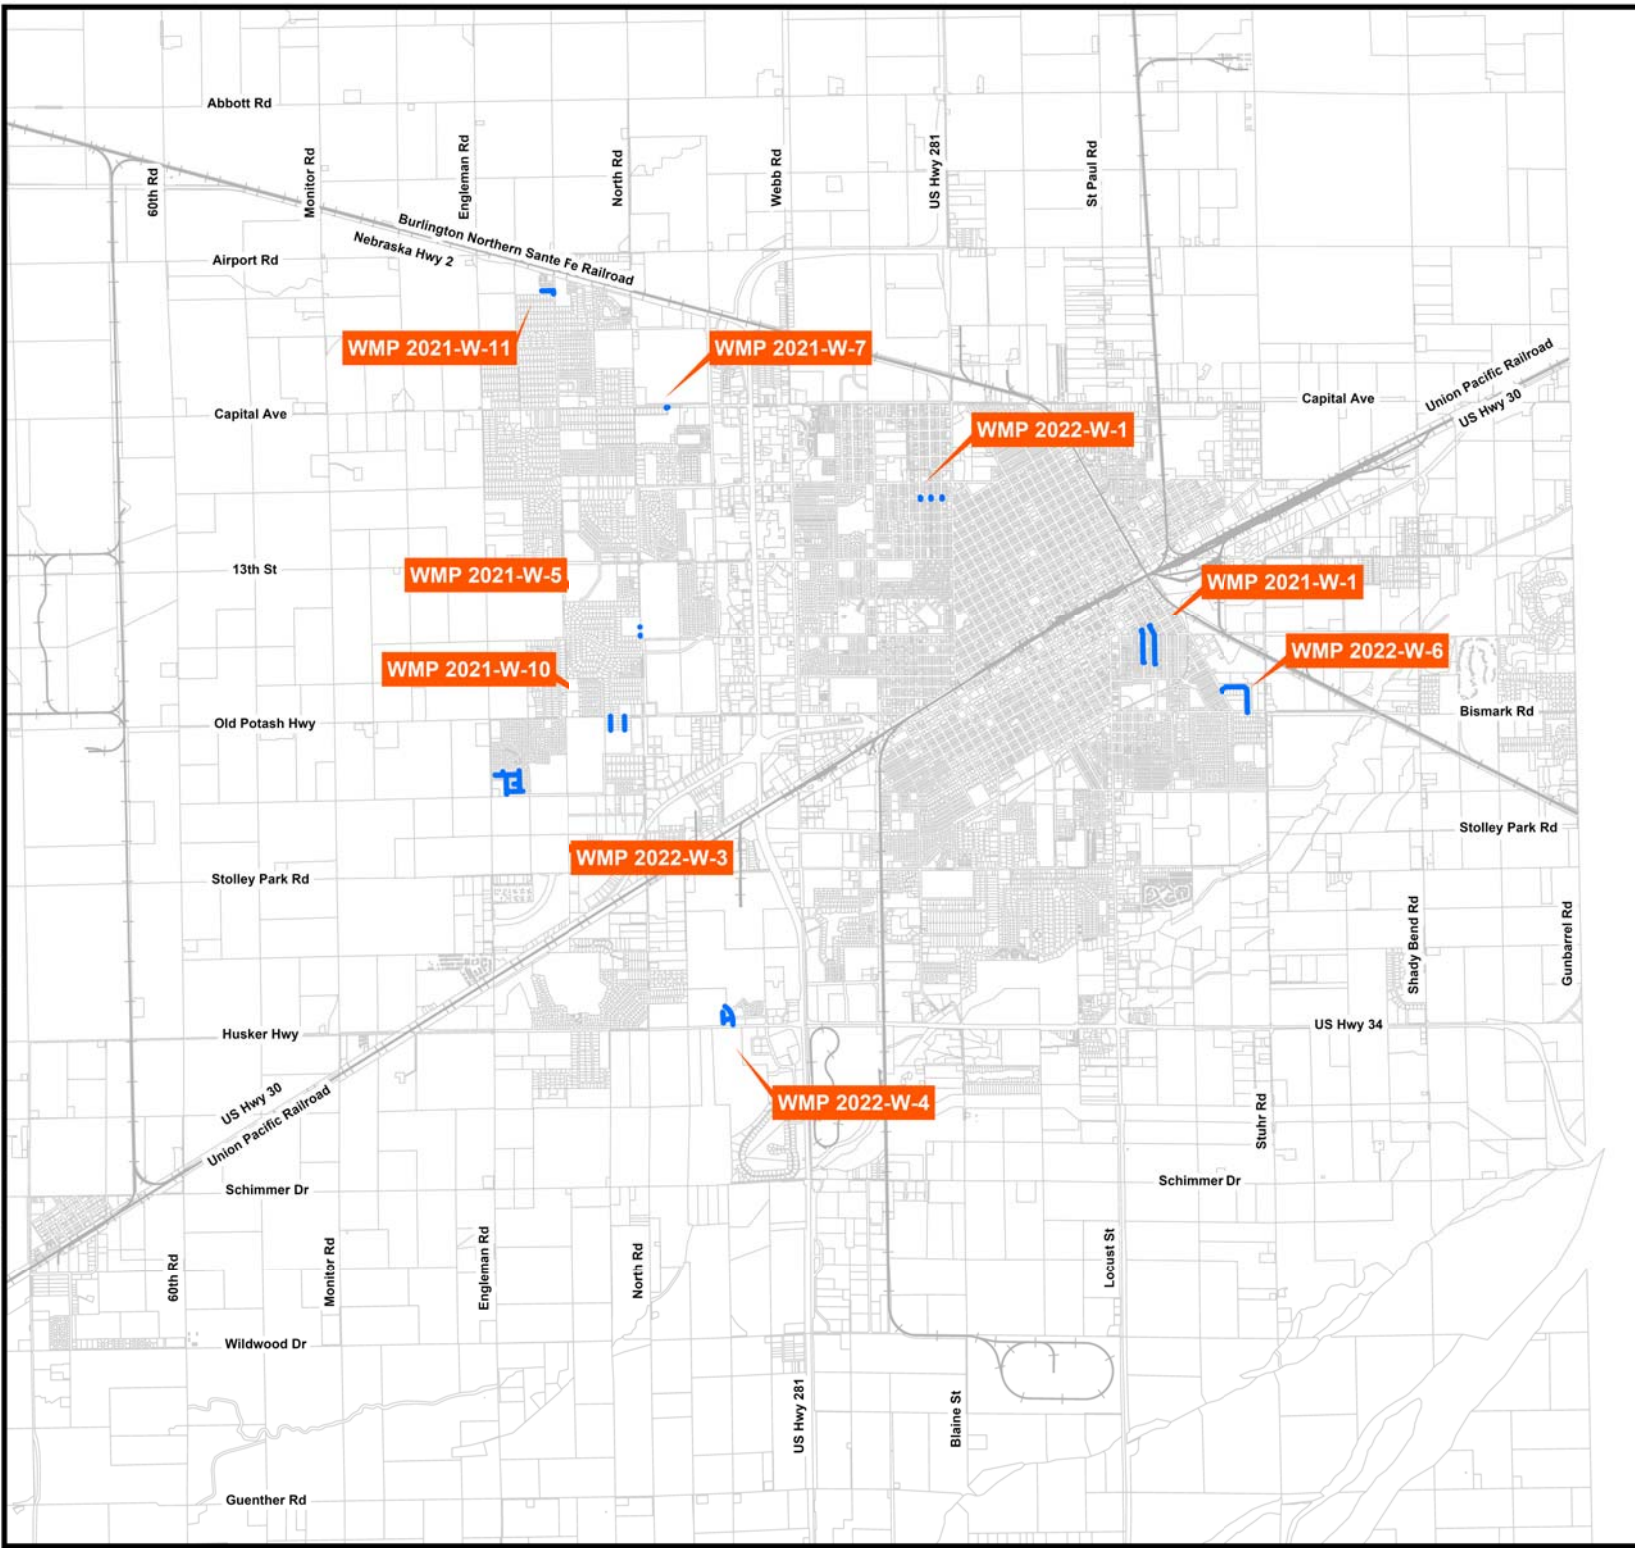 Abbott Rd
60th Rd
Monitor Rd
Engleman Rd
North Rd
Webb Rd
US Hwy 281
St Paul Rd
Burlington Northern Sante Fe Railroad
Nebraska Hwy 2
Airport Rd
WMP 2021-W-11
WMP 2021-W-7
Union Pacific Railroad
US Hwy 30
Capital Ave
Capital Ave
WMP 2022-W-1
13th St
WMP 2021-W-5
WMP 2021-W-1
WMP 2022-W-6
WMP 2021-W-10
Old Potash Hwy
Bismark Rd
Stolley Park Rd
WMP 2022-W-3
Stolley Park Rd
Shady Bend Rd
Gunbarrel Rd
Husker Hwy
US Hwy 34
US Hwy 30
Union Pacific Railroad
WMP 2022-W-4
Stuhr Rd
Schimmer Dr
Schimmer Dr
60th Rd
Monitor Rd
Engleman Rd
North Rd
Locust St
Wildwood Dr
US Hwy 281
Blaine St
Guenther Rd